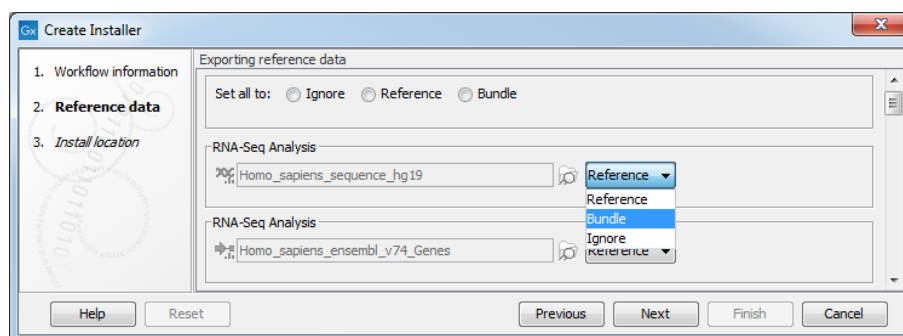 Gx Create Installer
1. Workflow information
2. Reference data
3. Install location
Exporting reference data
Set all to: Ignore Reference Bundle
RNA-Seq Analysis
Homo_sapiens_sequence_hg19 Reference
Reference
Bundle
Ignore
RNA-Seq Analysis
Homo_sapiens_ensembl_v74_Genes Reference
Help Reset Previous Next Finish Cancel